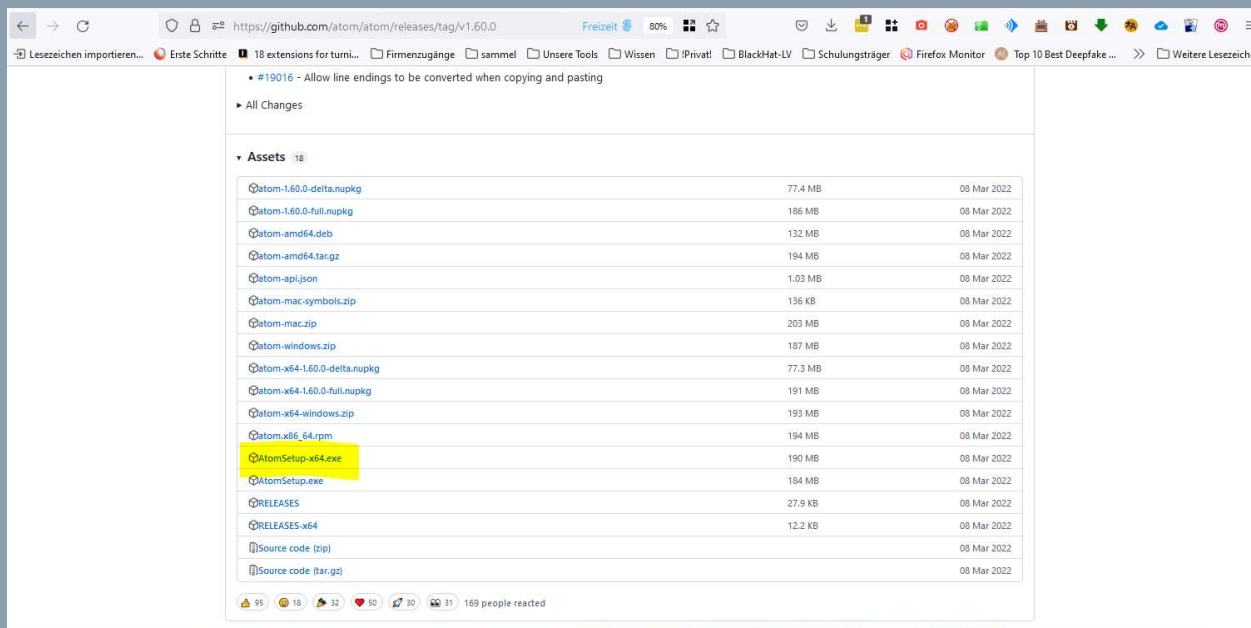 https://github.com/atom/atom/releases/tag/v1.60.0 Freizeit 80% 1
Lesezeichen importieren... Erste Schritte 18 extensions for turni... Firmenzugänge sammel Unsere Tools Wissen !Privat! BlackHat-LV Schulungsträger Firefox Monitor Top 10 Best Deepfake ... Weitere Lesezeich
#19016 - Allow line endings to be converted when copying and pasting
All Changes
Assets 18
atom-1.60.0-delta.nupkg 77.4 MB 08 Mar 2022
atom-1.60.0-full.nupkg 186 MB 08 Mar 2022
atom-amd64.deb 132 MB 08 Mar 2022
atom-amd64.tar.gz 194 MB 08 Mar 2022
atom-api.json 1.03 MB 08 Mar 2022
atom-mac-symbols.zip 136 KB 08 Mar 2022
atom-mac.zip 203 MB 08 Mar 2022
atom-windows.zip 187 MB 08 Mar 2022
atom-x64-1.60.0-delta.nupkg 77.3 MB 08 Mar 2022
atom-x64-1.60.0-full.nupkg 191 MB 08 Mar 2022
atom-x64-windows.zip 193 MB 08 Mar 2022
atom.x86_64.rpm 194 MB 08 Mar 2022
AtomSetup-x64.exe 190 MB 08 Mar 2022
AtomSetup.exe 184 MB 08 Mar 2022
RELEASES 27.9 KB 08 Mar 2022
RELEASES-x64 12.2 KB 08 Mar 2022
Source code (zip) 08 Mar 2022
Source code (tar.gz) 08 Mar 2022
95 18 32 50 30 31 169 people reacted